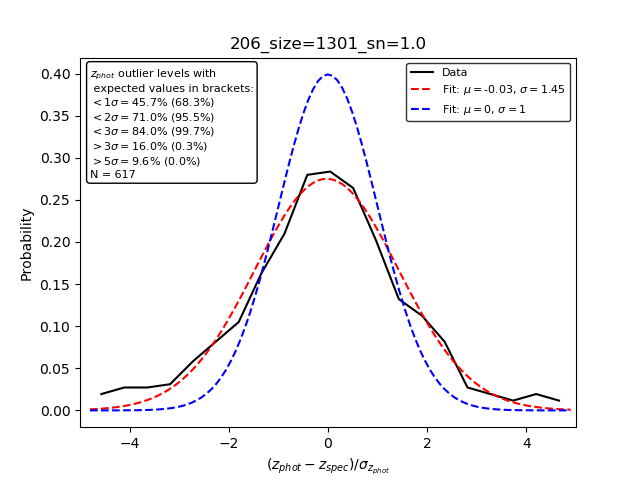 206_size=1301_sn=1.0
z_phot outlier levels with
expected values in brackets:
< 1σ = 45.7% (68.3%)
< 2σ = 71.0% (95.5%)
< 3σ = 84.0% (99.7%)
> 3σ = 16.0% (0.3%)
> 5σ = 9.6% (0.0%)
N = 617
Data
Fit: μ = -0.03, σ = 1.45
Fit: μ = 0, σ = 1
Probability
0.40
0.35
0.30
0.25
0.20
0.15
0.10
0.05
0.00
−4 −2 0 2 4
(z_phot − z_spec)/σ_z_phot